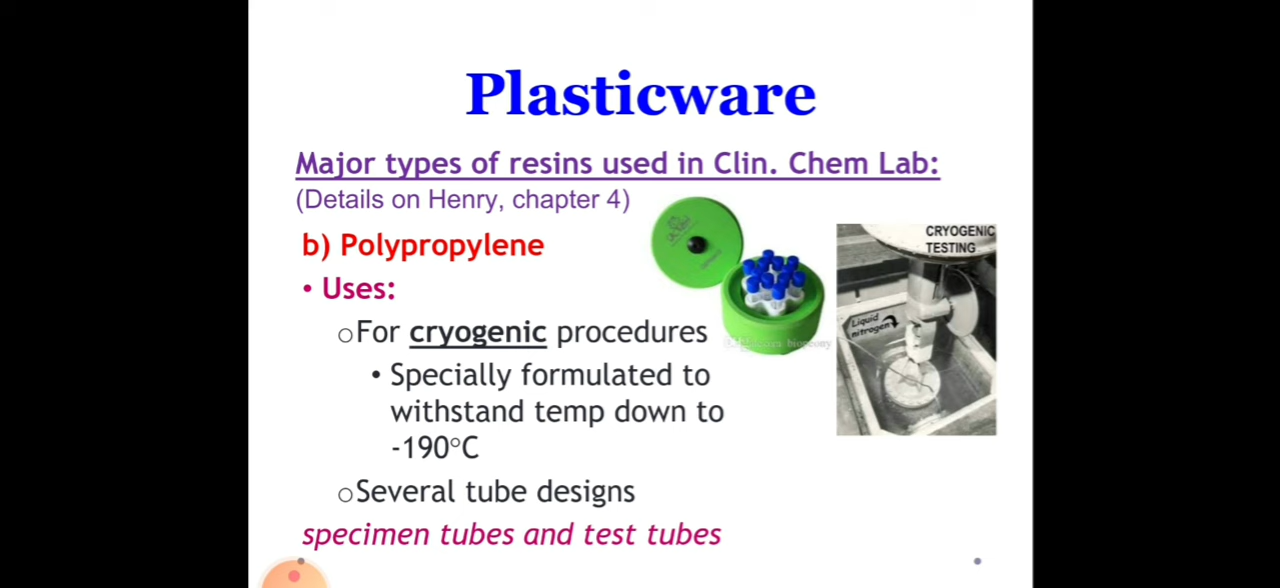 Plasticware
Major types of resins used in Clin. Chem Lab:
(Details on Henry, chapter 4)
b) Polypropylene
• Uses:
oFor cryogenic procedures
• Specially formulated to
withstand temp down to
-190°C
oSeveral tube designs
specimen tubes and test tubes
CRYOGENIC
TESTING
Liquid
nitrogen